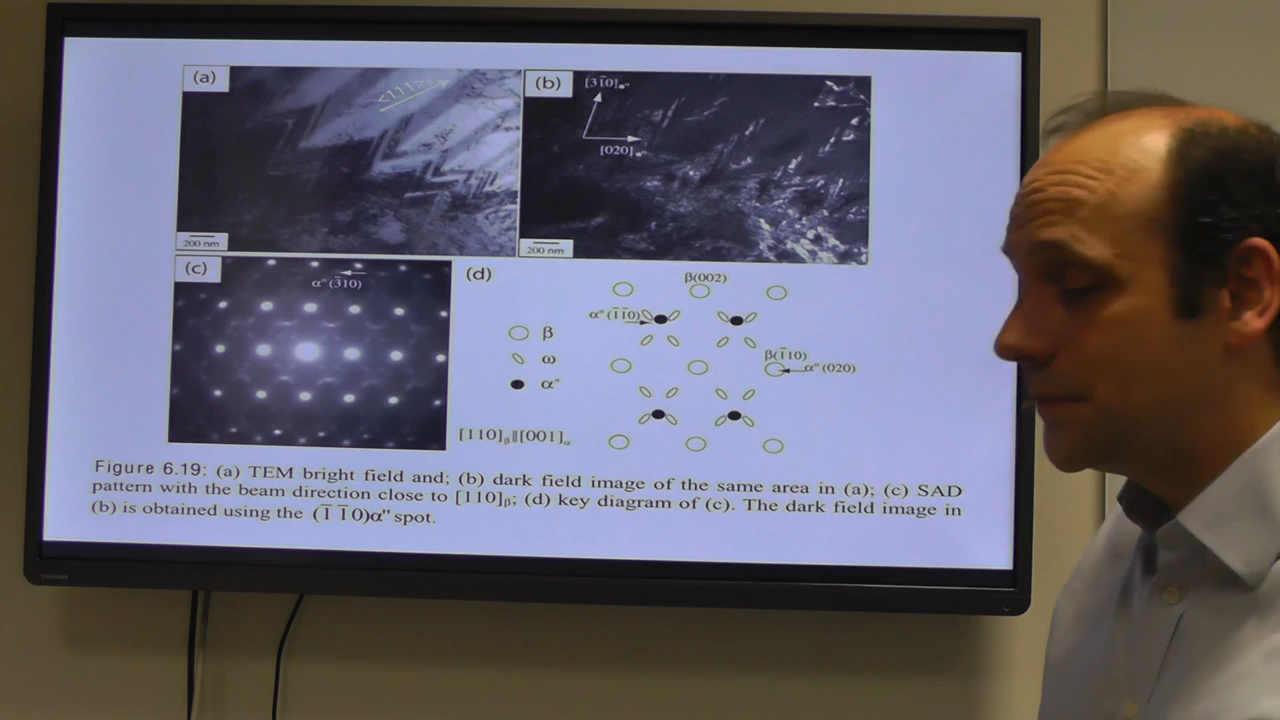 (a)
<111>
200 nm
(b)
[3̄10]α"
[020]α"
200 nm
(c)
α"(3̄10)
(d)
β
ω
α"
[110]β∥[001]α
β(002)
α"(1̄1̄0)
β(1̄10)
α"(020)
Figure 6.19: (a) TEM bright field and; (b) dark field image of the same area in (a); (c) SAD
pattern with the beam direction close to [110]β; (d) key diagram of (c). The dark field image in
(b) is obtained using the (1̄1̄0)α" spot.
TOSHIBA